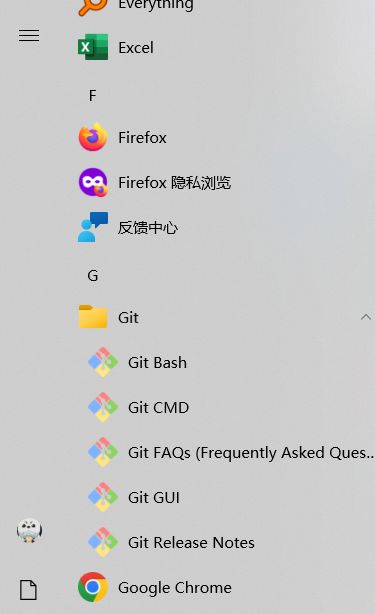 Everything
Excel
F
Firefox
Firefox 隐私浏览
反馈中心
G
Git
Git Bash
Git CMD
Git FAQs (Frequently Asked Ques...
Git GUI
Git Release Notes
Google Chrome